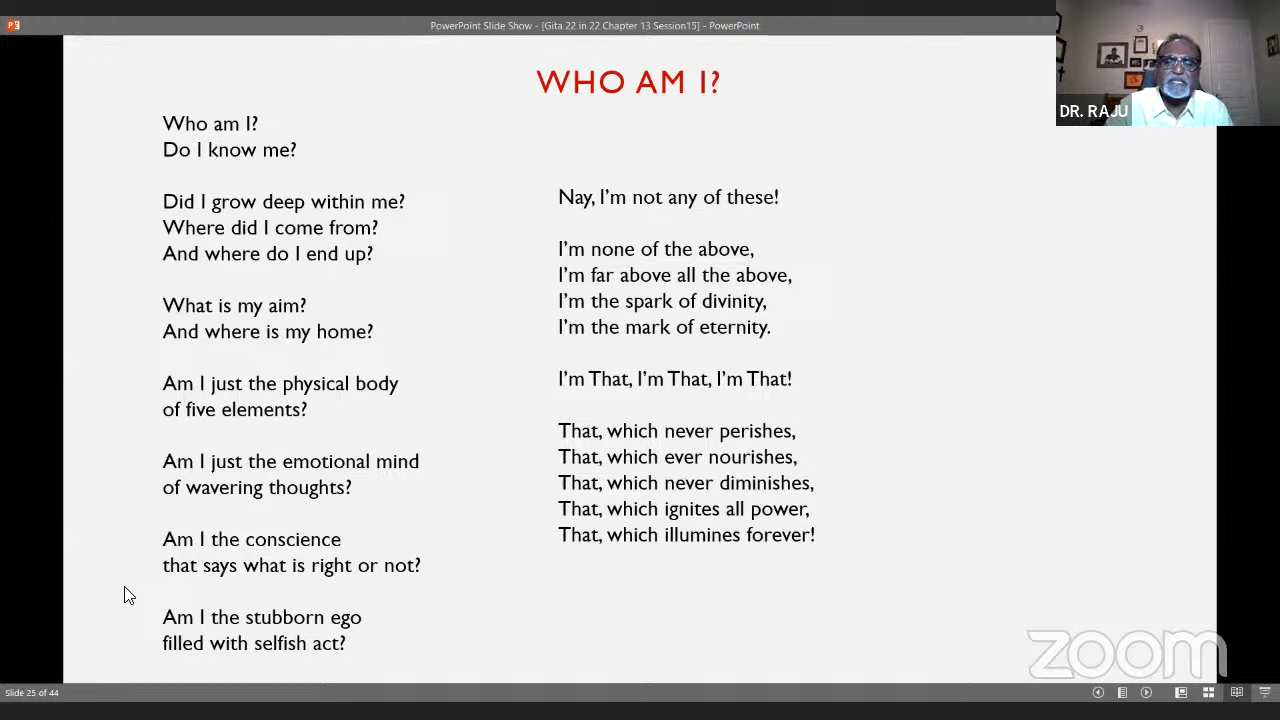 PowerPoint Slide Show - [Gita 22 in 22 Chapter 13 Session15] - PowerPoint
DR. RAJU
WHO AM I?
Who am I?
Do I know me?
Did I grow deep within me?
Where did I come from?
And where do I end up?
What is my aim?
And where is my home?
Am I just the physical body
of five elements?
Am I just the emotional mind
of wavering thoughts?
Am I the conscience
that says what is right or not?
Am I the stubborn ego
filled with selfish act?
Nay, I'm not any of these!
I'm none of the above,
I'm far above all the above,
I'm the spark of divinity,
I'm the mark of eternity.
I'm That, I'm That, I'm That!
That, which never perishes,
That, which ever nourishes,
That, which never diminishes,
That, which ignites all power,
That, which illumines forever!
zoom
Slide 25 of 44